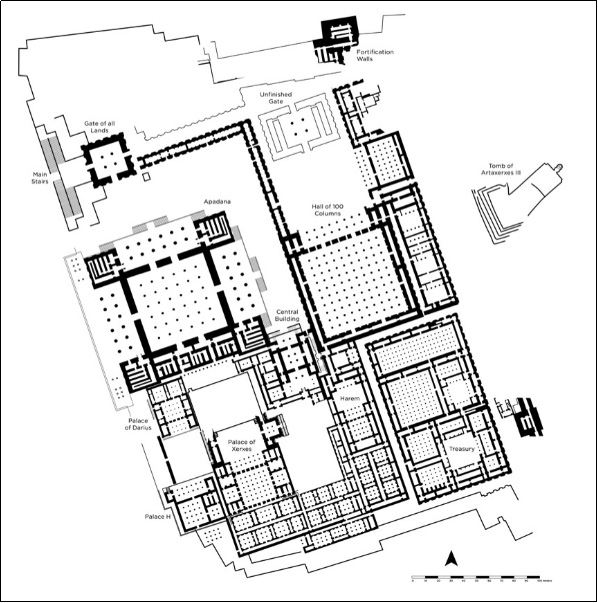 Fortification
Walls
Unfinished
Gate
Gate of all
Lands
Main
Stairs
Tomb of
Artaxerxes III
Apadana
Hall of 100
Columns
Central
Building
Harem
Palace
of Darius
Palace of
Xerxes
Treasury
Palace H